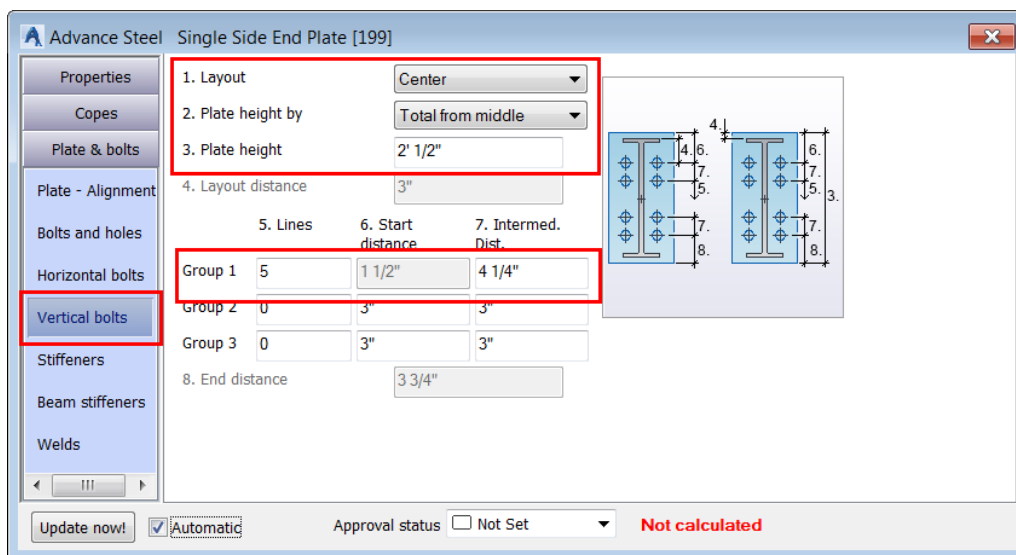 Advance Steel Single Side End Plate [199]
Properties
Copes
Plate & bolts
Plate - Alignment
Bolts and holes
Horizontal bolts
Vertical bolts
Stiffeners
Beam stiffeners
Welds
1. Layout Center
2. Plate height by Total from middle
3. Plate height 2' 1/2"
4. Layout distance 3"
5. Lines 6. Start distance 7. Intermed. Dist.
Group 1 5 1 1/2" 4 1/4"
Group 2 0 3" 3"
Group 3 0 3" 3"
8. End distance 3 3/4"
4.
4. 6. 6.
7. 7.
5. 5. 3.
7. 7.
8. 8.
Update now! Automatic Approval status Not Set Not calculated